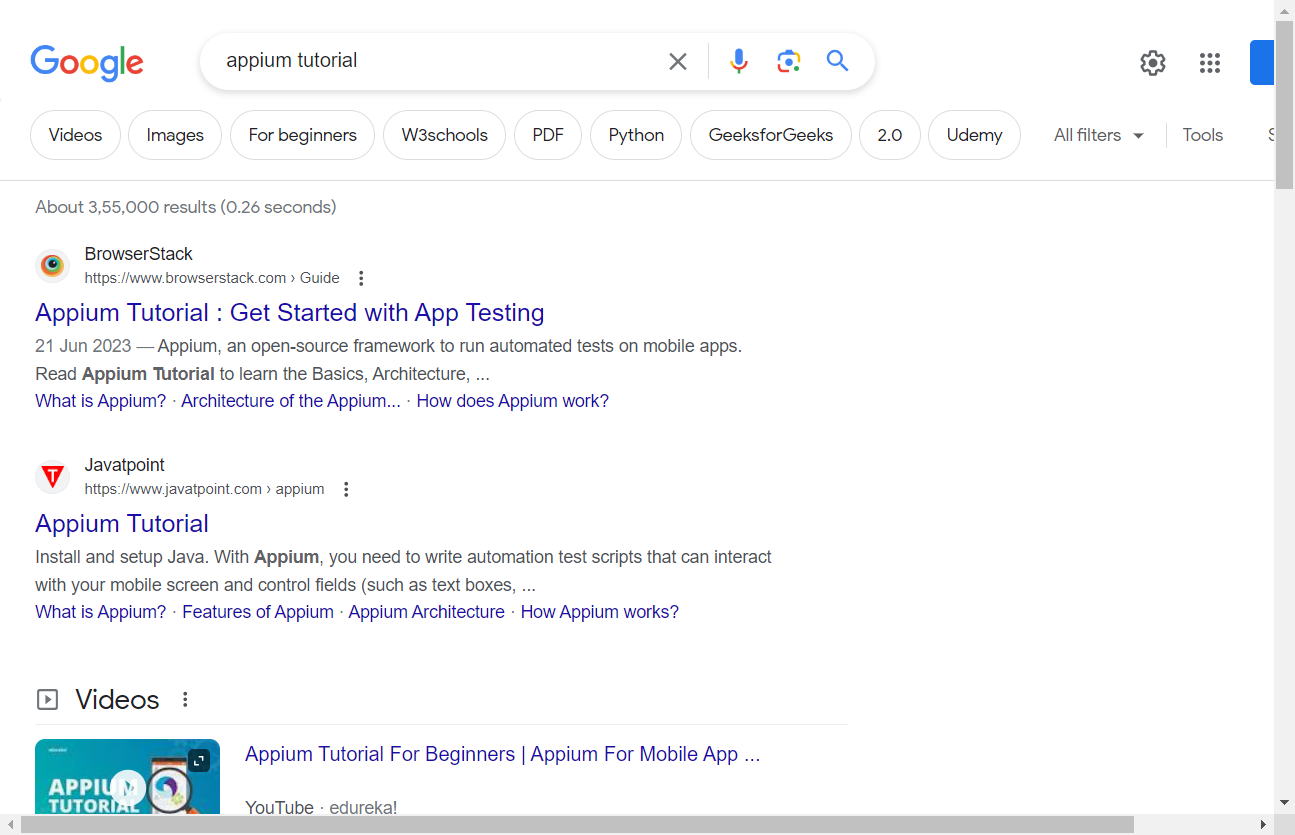 Google
appium tutorial
Videos
Images
For beginners
W3schools
PDF
Python
GeeksforGeeks
2.0
Udemy
All filters
Tools
About 3,55,000 results (0.26 seconds)
BrowserStack
https://www.browserstack.com › Guide
Appium Tutorial : Get Started with App Testing
21 Jun 2023 — Appium, an open-source framework to run automated tests on mobile apps.
Read Appium Tutorial to learn the Basics, Architecture, ...
What is Appium? · Architecture of the Appium... · How does Appium work?
Javatpoint
https://www.javatpoint.com › appium
Appium Tutorial
Install and setup Java. With Appium, you need to write automation test scripts that can interact
with your mobile screen and control fields (such as text boxes, ...
What is Appium? · Features of Appium · Appium Architecture · How Appium works?
Videos
APPIUM
TUTORIAL
Appium Tutorial For Beginners | Appium For Mobile App ...
YouTube · edureka!